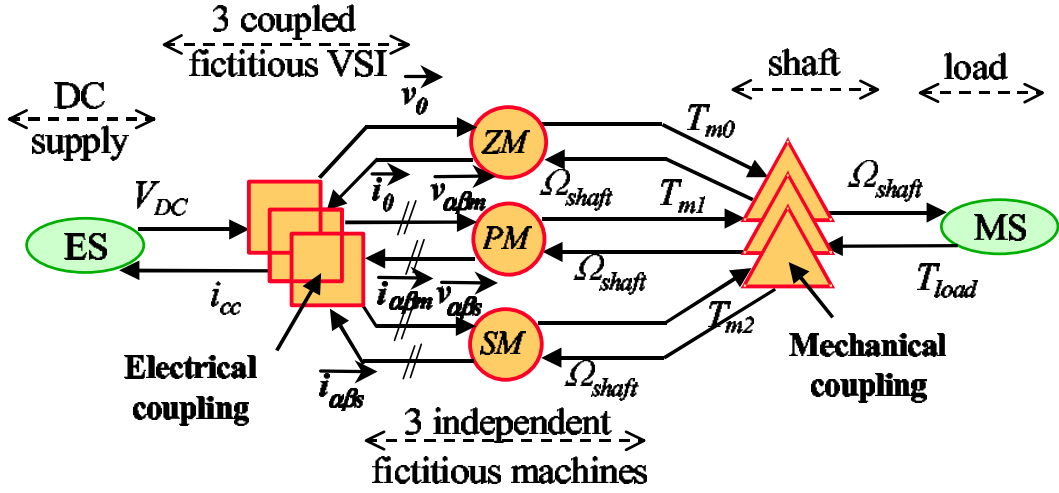 3 coupled
fictitious VSI
shaft
load
DC
supply
v0
Tm0
ZM
i0
vαβm
Ωshaft
Tm1
Ωshaft
VDC
ES
PM
MS
icc
iαβm
vαβs
Ωshaft
Tload
Tm2
SM
Electrical
coupling
iαβs
Ωshaft
Mechanical
coupling
3 independent
fictitious machines